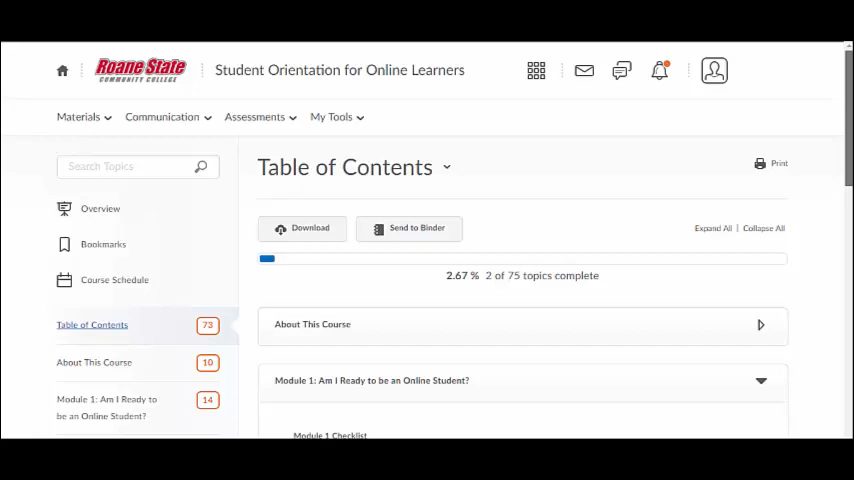 Roane State
COMMUNITY COLLEGE
Student Orientation for Online Learners
Materials
Communication
Assessments
My Tools
Search Topics
Table of Contents
Print
Overview
Bookmarks
Course Schedule
Table of Contents
73
About This Course
10
Module 1: Am I Ready to
be an Online Student?
14
Download
Send to Binder
Expand All | Collapse All
2.67 % 2 of 75 topics complete
About This Course
Module 1: Am I Ready to be an Online Student?
Module 1 Checklist